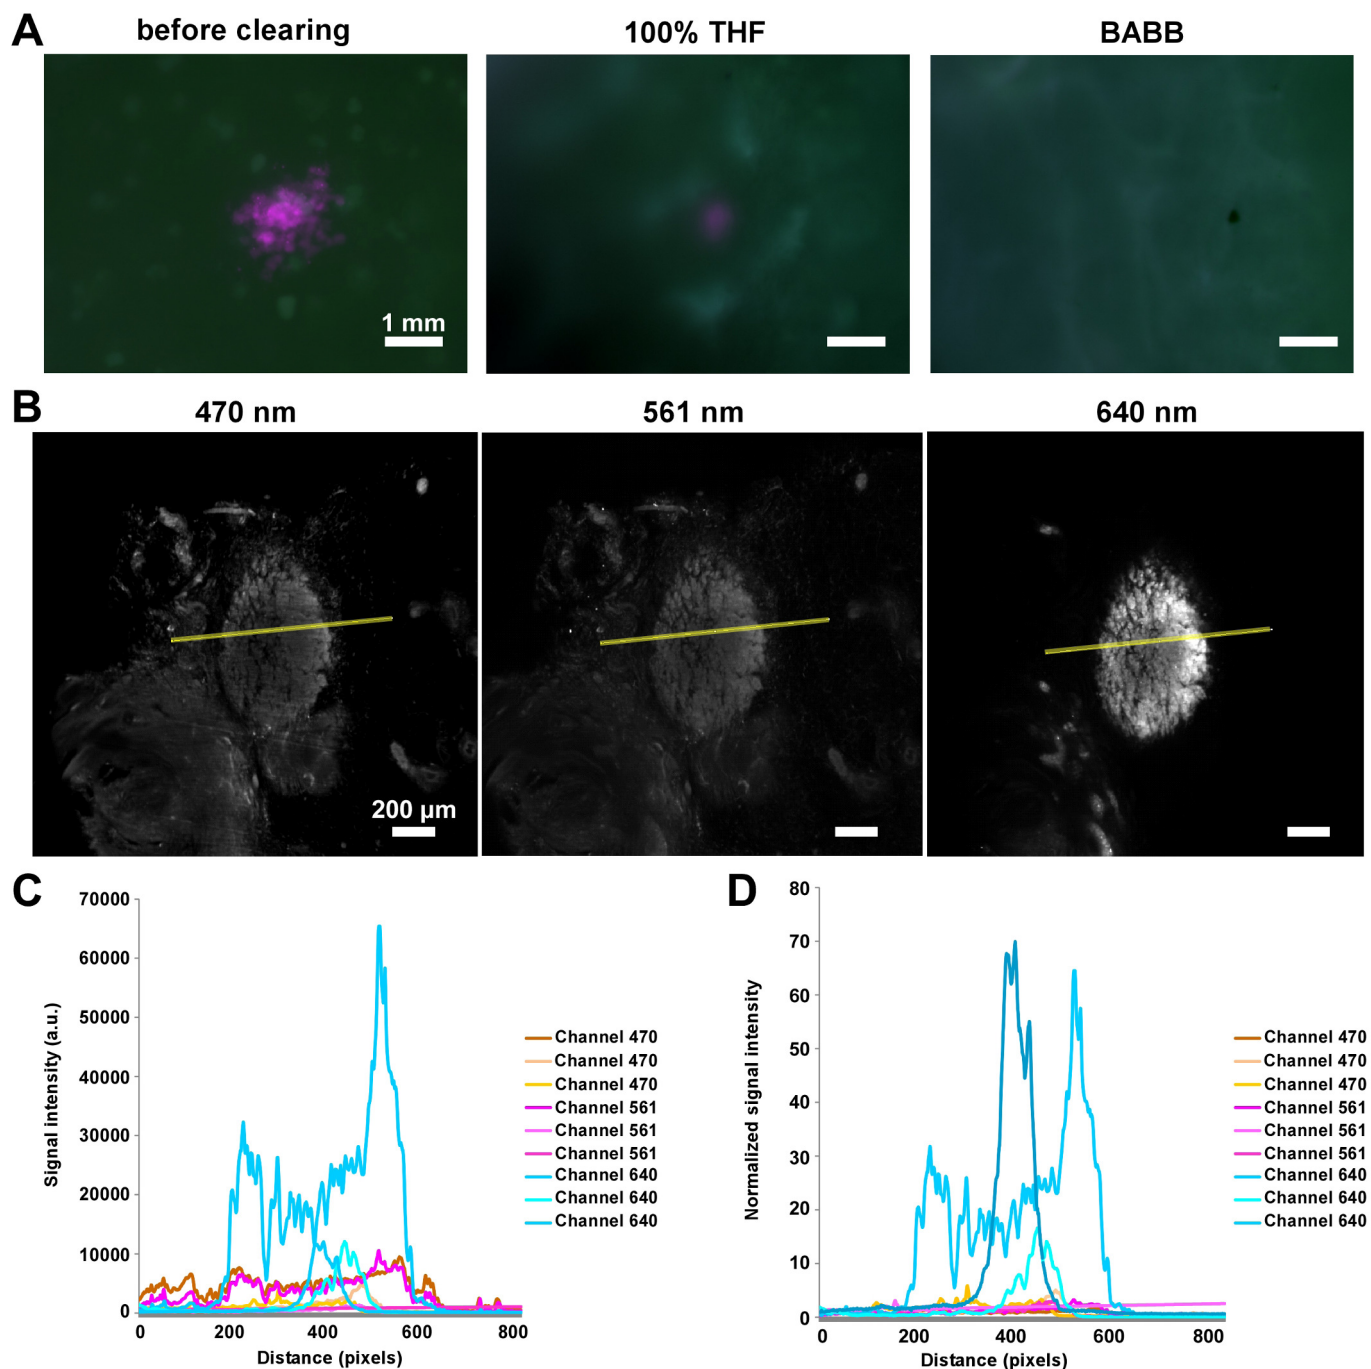 A
before clearing
100% THF
BABB
1 mm
B
470 nm
561 nm
640 nm
200 µm
C
70000
60000
50000
40000
30000
20000
10000
0
Signal intensity (a.u.)
0 200 400 600 800
Distance (pixels)
Channel 470
Channel 470
Channel 470
Channel 561
Channel 561
Channel 561
Channel 640
Channel 640
Channel 640
D
80
70
60
50
40
30
20
10
0
Normalized signal intensity
0 200 400 600 800
Distance (pixels)
Channel 470
Channel 470
Channel 470
Channel 561
Channel 561
Channel 561
Channel 640
Channel 640
Channel 640